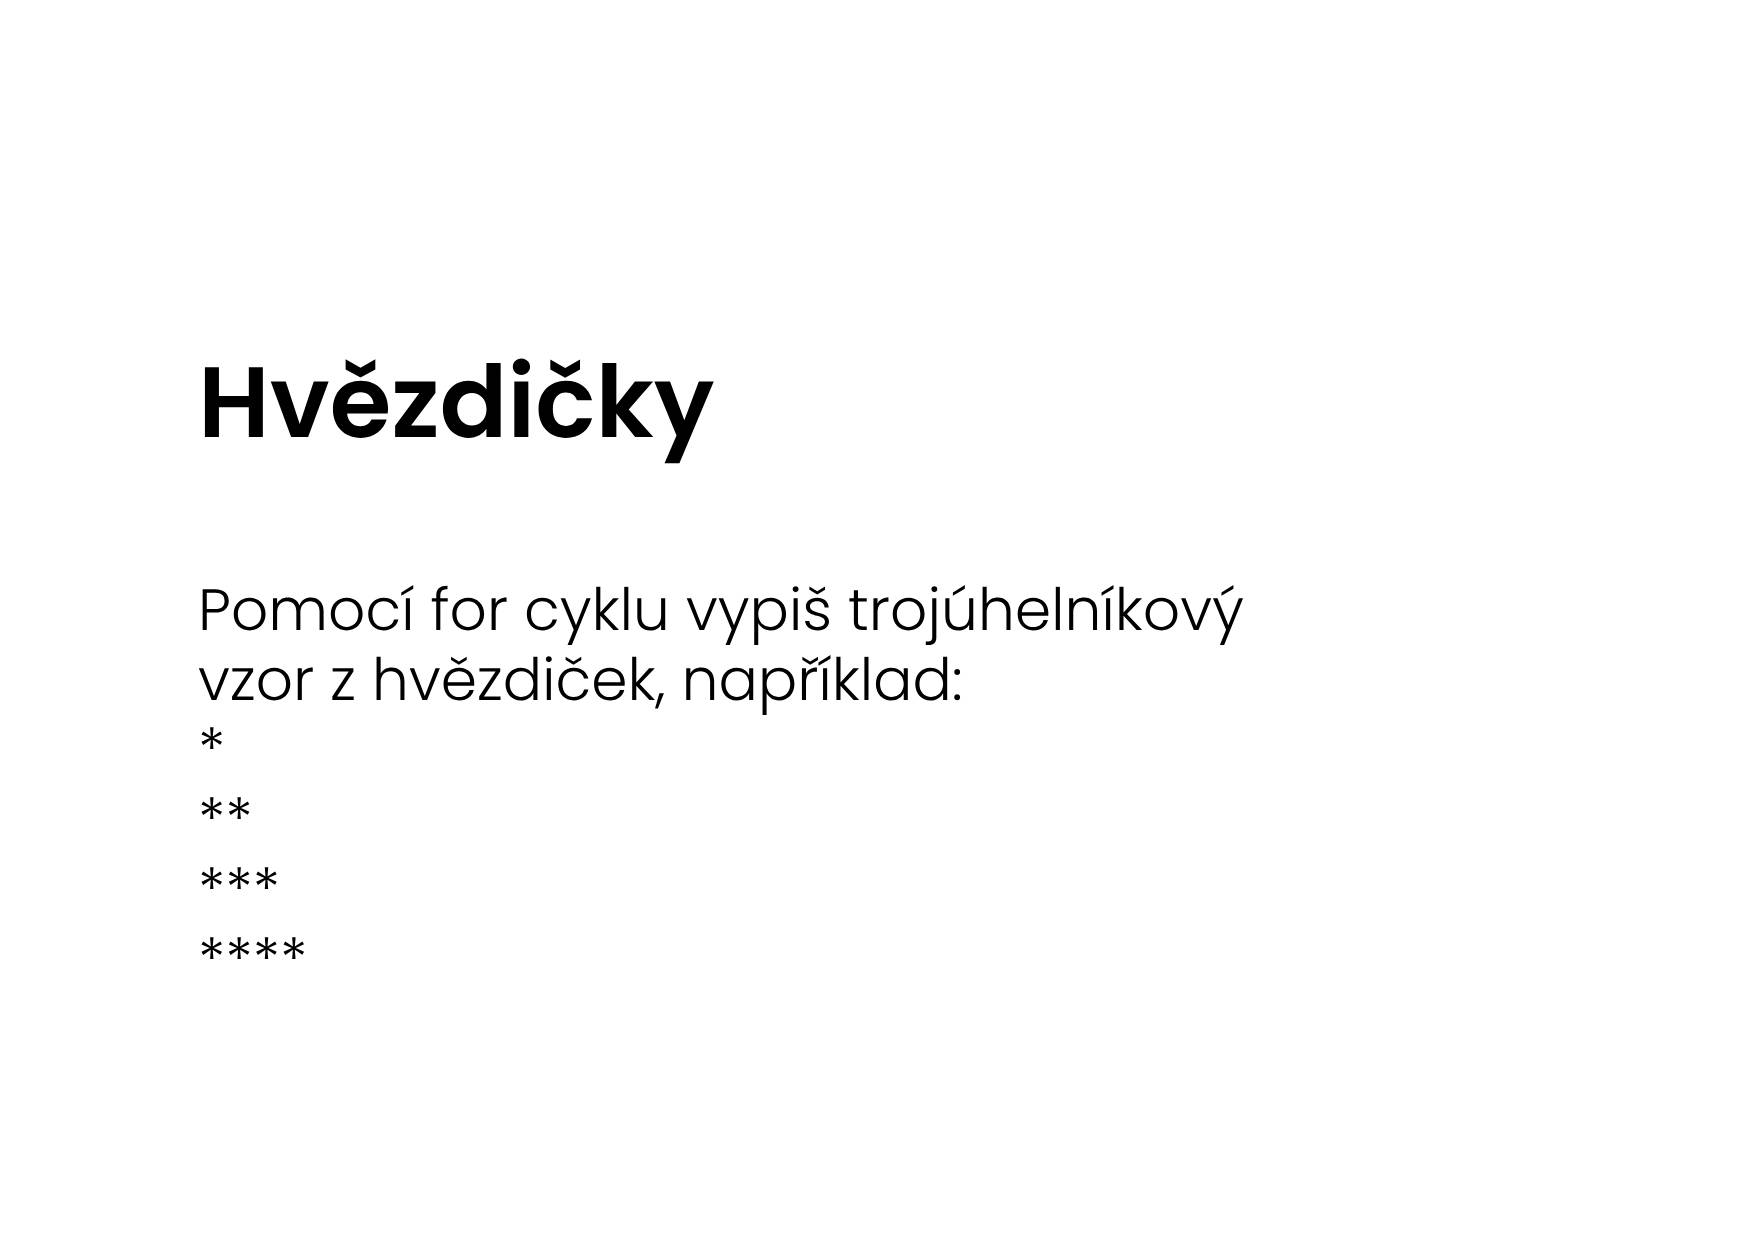 Hvězdičky
Pomocí for cyklu vypiš trojúhelníkový
vzor z hvězdiček, například:
*
**
***
****